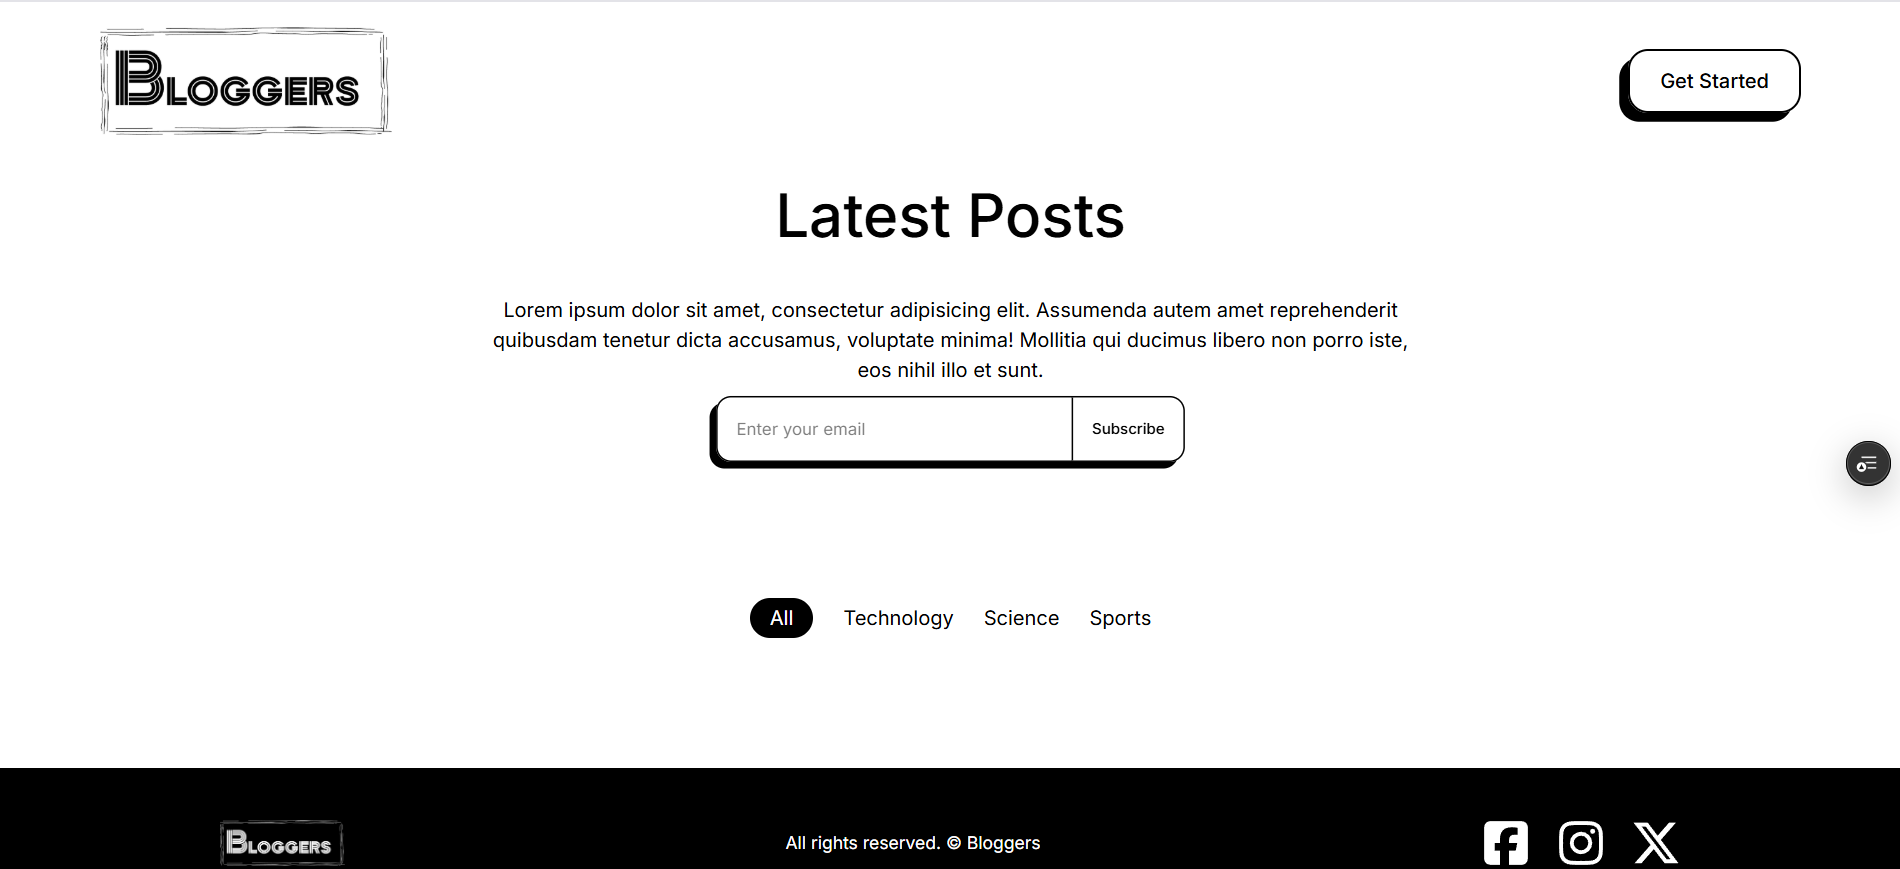 BLOGGERS
Get Started
Latest Posts
Lorem ipsum dolor sit amet, consectetur adipisicing elit. Assumenda autem amet reprehenderit
quibusdam tenetur dicta accusamus, voluptate minima! Mollitia qui ducimus libero non porro iste,
eos nihil illo et sunt.
Enter your email Subscribe
All Technology Science Sports
BLOGGERS All rights reserved. © Bloggers